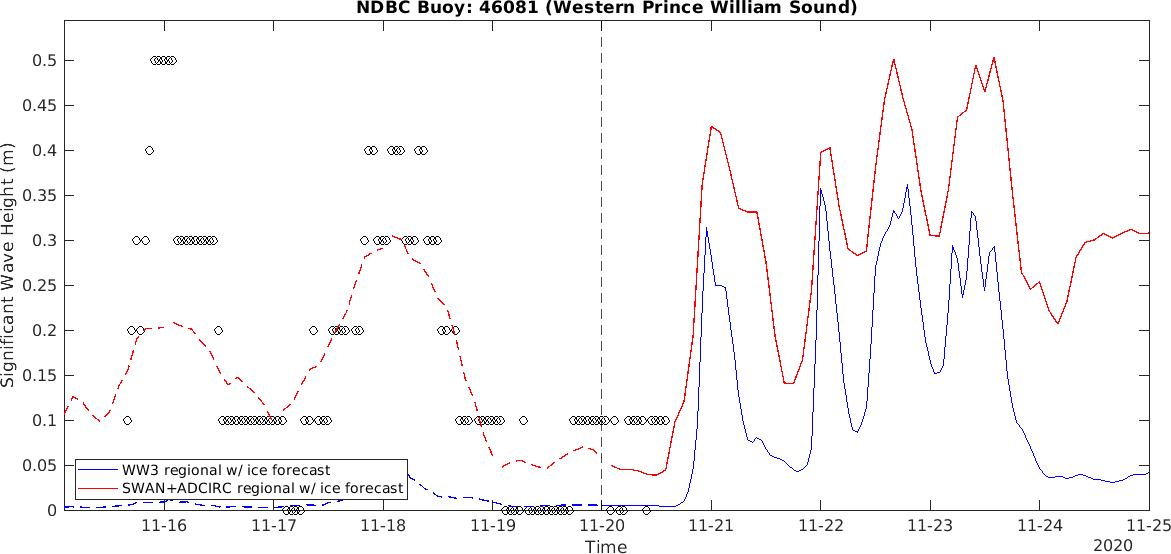 NDBC Buoy: 46081 (Western Prince William Sound)
Significant Wave Height (m)
0.5
0.45
0.4
0.35
0.3
0.25
0.2
0.15
0.1
0.05
0
WW3 regional w/ ice forecast
SWAN+ADCIRC regional w/ ice forecast
11-16 11-17 11-18 11-19 11-20 11-21 11-22 11-23 11-24 11-25
Time
2020